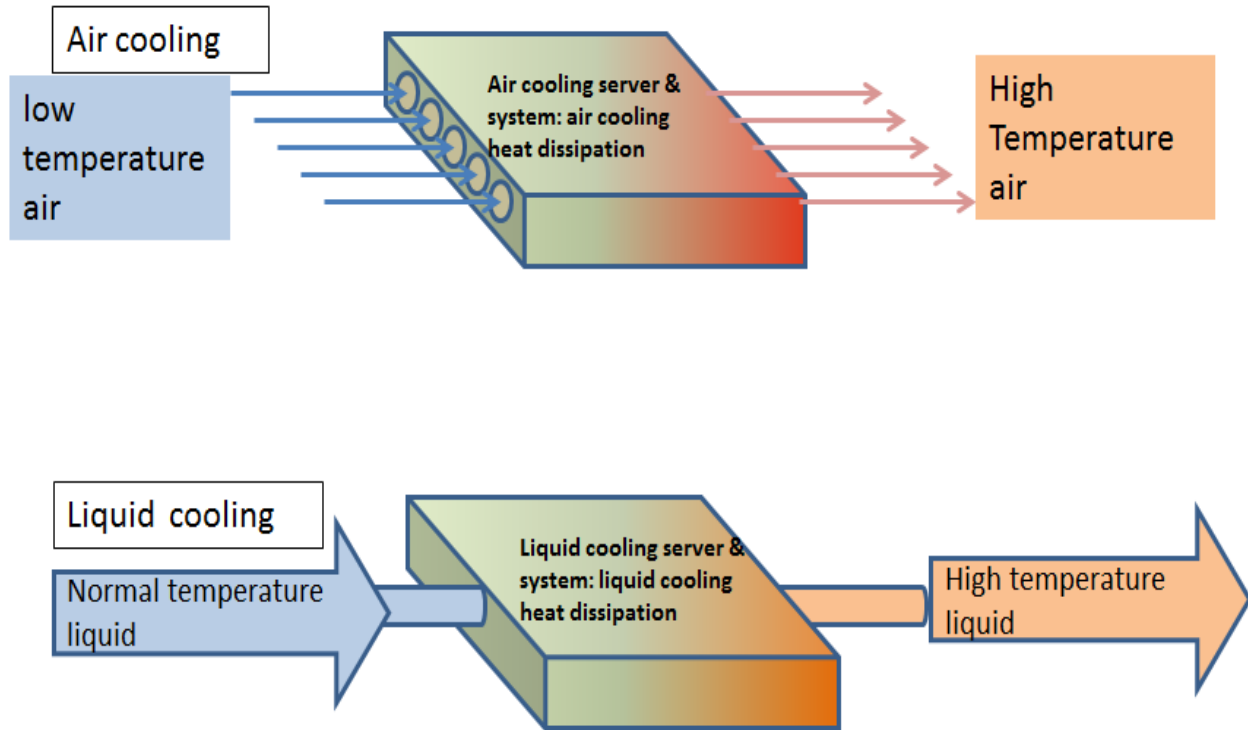 Air cooling
low
temperature
air
Air cooling server &
system: air cooling
heat dissipation
High
Temperature
air
Liquid cooling
Normal temperature
liquid
Liquid cooling server &
system: liquid cooling
heat dissipation
High temperature
liquid